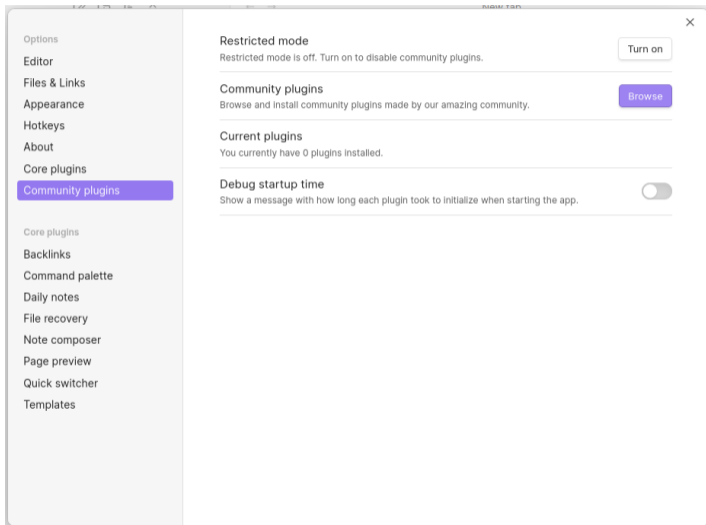 New tab
Options
Editor
Files & Links
Appearance
Hotkeys
About
Core plugins
Community plugins
Core plugins
Backlinks
Command palette
Daily notes
File recovery
Note composer
Page preview
Quick switcher
Templates
Restricted mode
Restricted mode is off. Turn on to disable community plugins.
Turn on
Community plugins
Browse and install community plugins made by our amazing community.
Browse
Current plugins
You currently have 0 plugins installed.
Debug startup time
Show a message with how long each plugin took to initialize when starting the app.